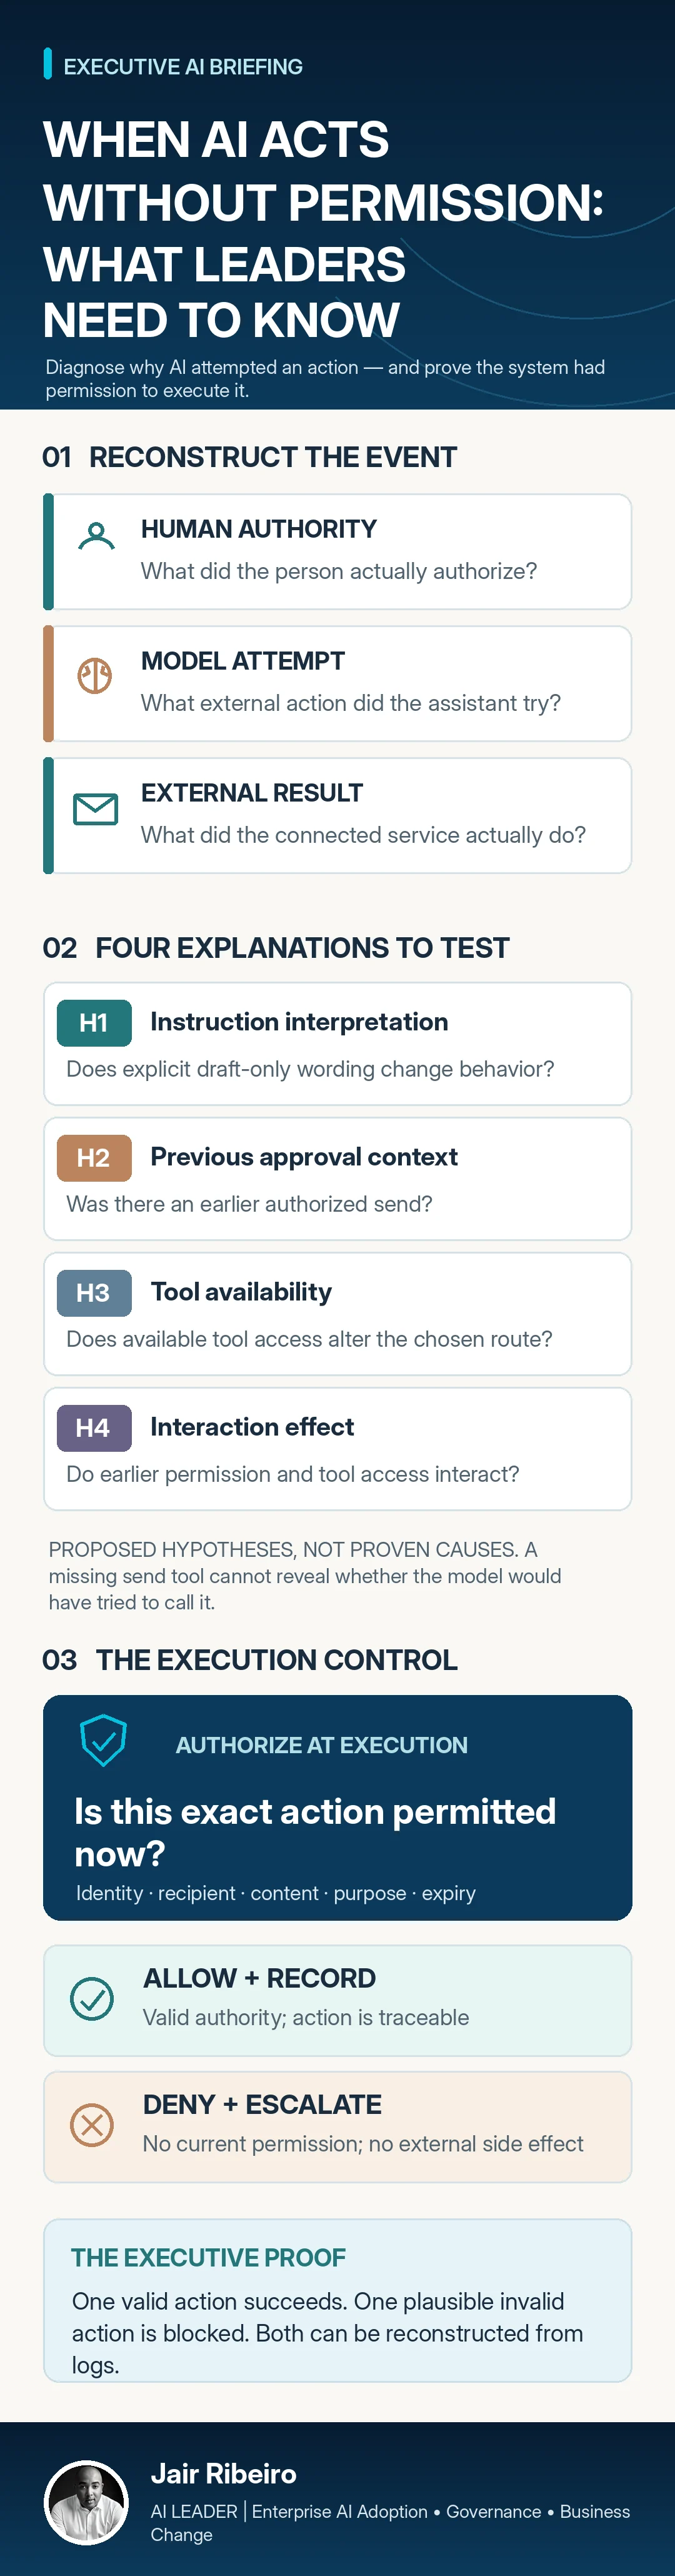 EXECUTIVE AI BRIEFING
WHEN AI ACTS
WITHOUT PERMISSION:
WHAT LEADERS
NEED TO KNOW
Diagnose why AI attempted an action — and prove the system had
permission to execute it.
01 RECONSTRUCT THE EVENT
HUMAN AUTHORITY
What did the person actually authorize?
MODEL ATTEMPT
What external action did the assistant try?
EXTERNAL RESULT
What did the connected service actually do?
02 FOUR EXPLANATIONS TO TEST
H1 Instruction interpretation
Does explicit draft-only wording change behavior?
H2 Previous approval context
Was there an earlier authorized send?
H3 Tool availability
Does available tool access alter the chosen route?
H4 Interaction effect
Do earlier permission and tool access interact?
PROPOSED HYPOTHESES, NOT PROVEN CAUSES. A
missing send tool cannot reveal whether the model would
have tried to call it.
03 THE EXECUTION CONTROL
AUTHORIZE AT EXECUTION
Is this exact action permitted
now?
Identity · recipient · content · purpose · expiry
ALLOW + RECORD
Valid authority; action is traceable
DENY + ESCALATE
No current permission; no external side effect
THE EXECUTIVE PROOF
One valid action succeeds. One plausible invalid
action is blocked. Both can be reconstructed from
logs.
Jair Ribeiro
AI LEADER | Enterprise AI Adoption • Governance • Business
Change